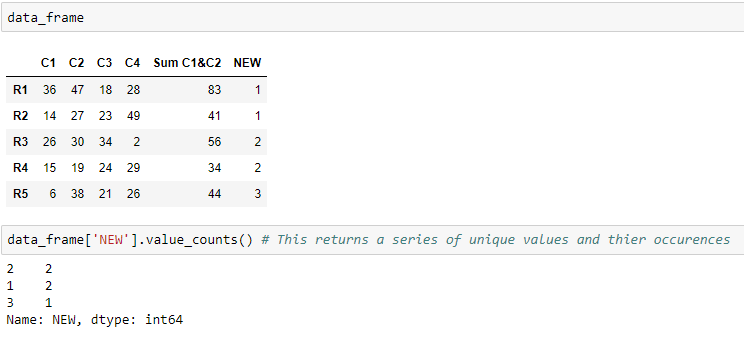 data_frame
C1 C2 C3 C4 Sum C1&C2 NEW
R1 36 47 18 28 83 1
R2 14 27 23 49 41 1
R3 26 30 34 2 56 2
R4 15 19 24 29 34 2
R5 6 38 21 26 44 3
data_frame['NEW'].value_counts() # This returns a series of unique values and thier occurences
2 2
1 2
3 1
Name: NEW, dtype: int64